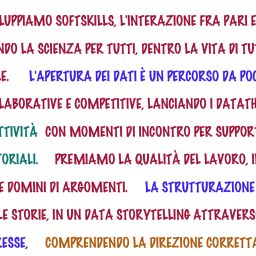 LUPPIAMO SOFTSKILLS, L'INTERAZIONE FRA PARI E
NDO LA SCIENZA PER TUTTI, DENTRO LA VITA DI TU
E. L'APERTURA DEI DATI È UN PERCORSO DA POC
LABORATIVE E COMPETITIVE, LANCIANDO I DATATH
TTIVITÀ CON MOMENTI DI INCONTRO PER SUPPOR
TORIALI. PREMIAMO LA QUALITÀ DEL LAVORO, I
E DOMINI DI ARGOMENTI. LA STRUTTURAZIONE
LE STORIE, IN UN DATA STORYTELLING ATTRAVERS
RESSE, COMPRENDENDO LA DIREZIONE CORRETTA